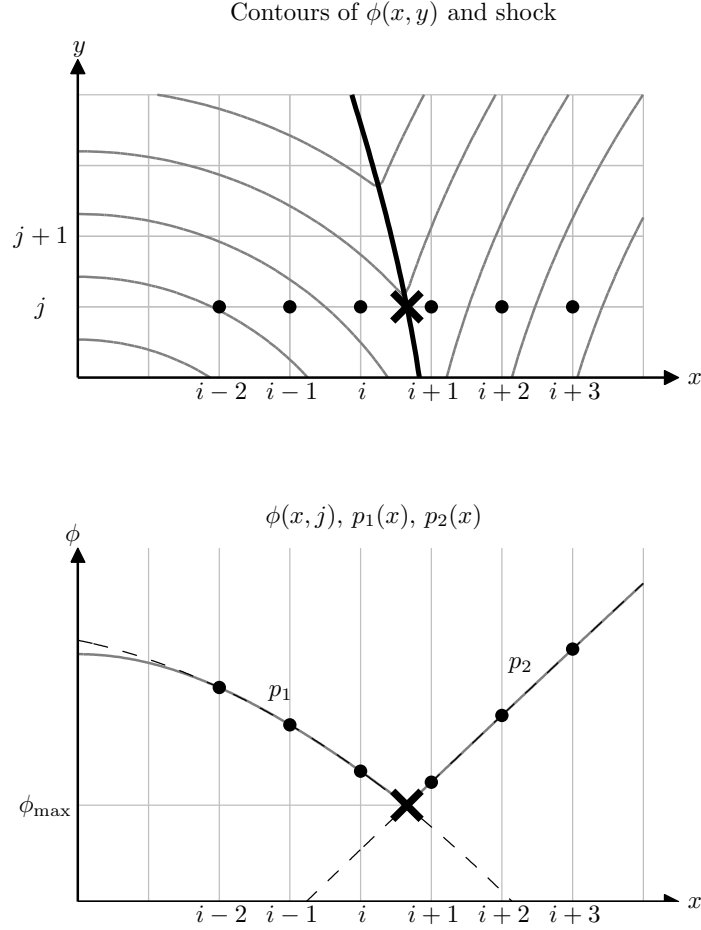 Contours of ϕ(x, y) and shock
y
j + 1
j
i − 2 i − 1 i i + 1 i + 2 i + 3 x
ϕ(x, j), p₁(x), p₂(x)
ϕ
p₂
p₁
ϕmax
i − 2 i − 1 i i + 1 i + 2 i + 3 x